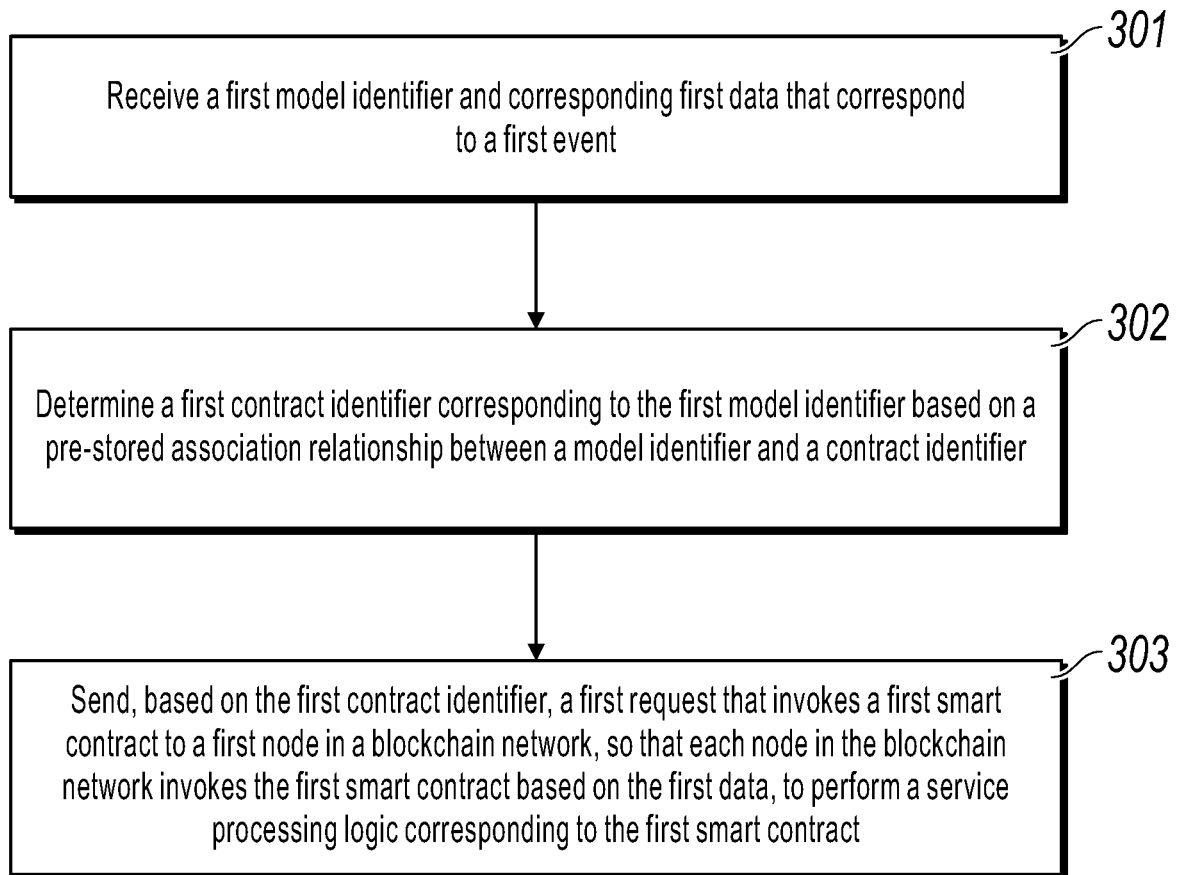 301
Receive a first model identifier and corresponding first data that correspond
to a first event
302
Determine a first contract identifier corresponding to the first model identifier based on a
pre-stored association relationship between a model identifier and a contract identifier
303
Send, based on the first contract identifier, a first request that invokes a first smart
contract to a first node in a blockchain network, so that each node in the blockchain
network invokes the first smart contract based on the first data, to perform a service
processing logic corresponding to the first smart contract